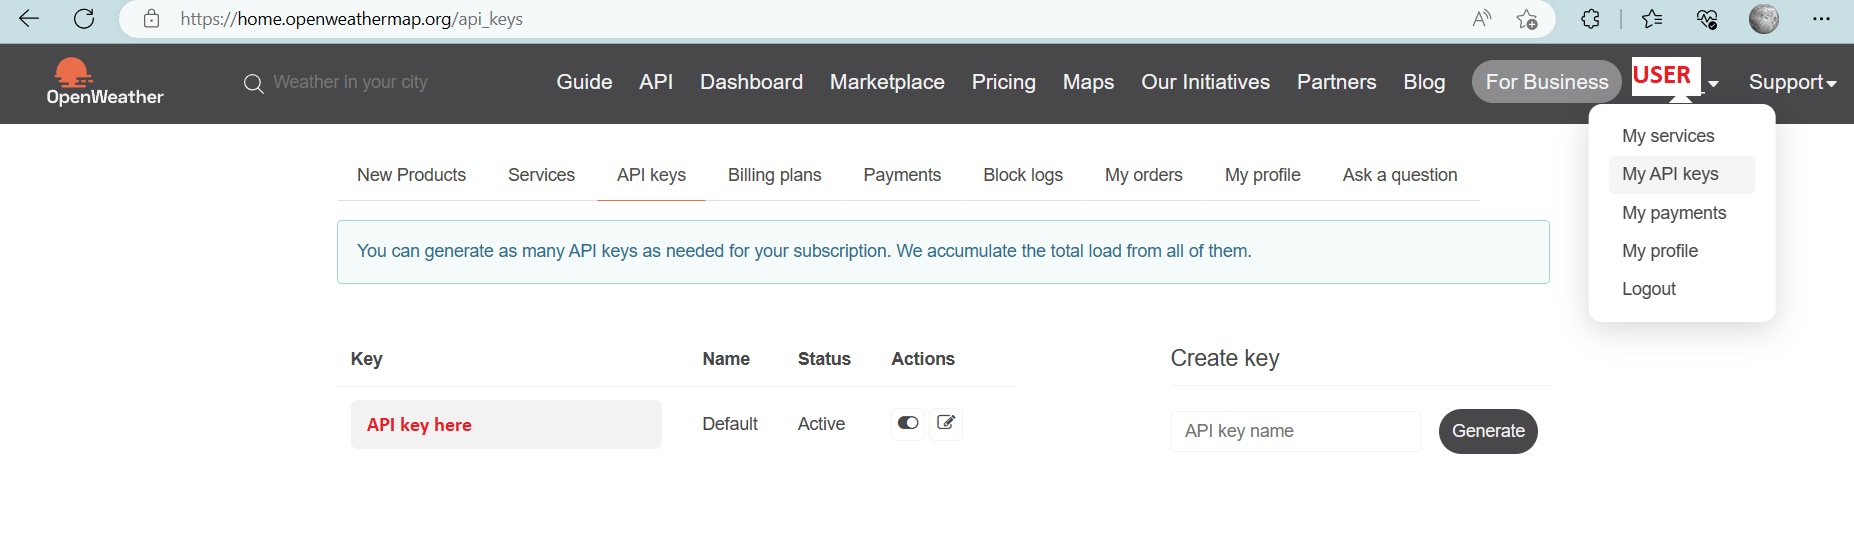 https://home.openweathermap.org/api_keys
OpenWeather
Weather in your city
Guide API Dashboard Marketplace Pricing Maps Our Initiatives Partners Blog For Business USER Support
My services
My API keys
My payments
My profile
Logout
New Products Services API keys Billing plans Payments Block logs My orders My profile Ask a question
You can generate as many API keys as needed for your subscription. We accumulate the total load from all of them.
Key Name Status Actions
API key here Default Active
Create key
API key name Generate